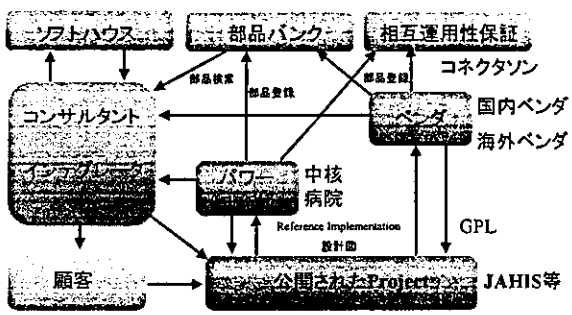 ソフトハウス
部品バンク
相互運用性保証
コネクタソン
部品検索
部品登録
部品登録
コンサルタント
ベンダ
国内ベンダ
海外ベンダ
インテグレータ
パワー
中核
病院
Reference Implementation
設計図
GPL
顧客
公開されたProject
JAHIS等